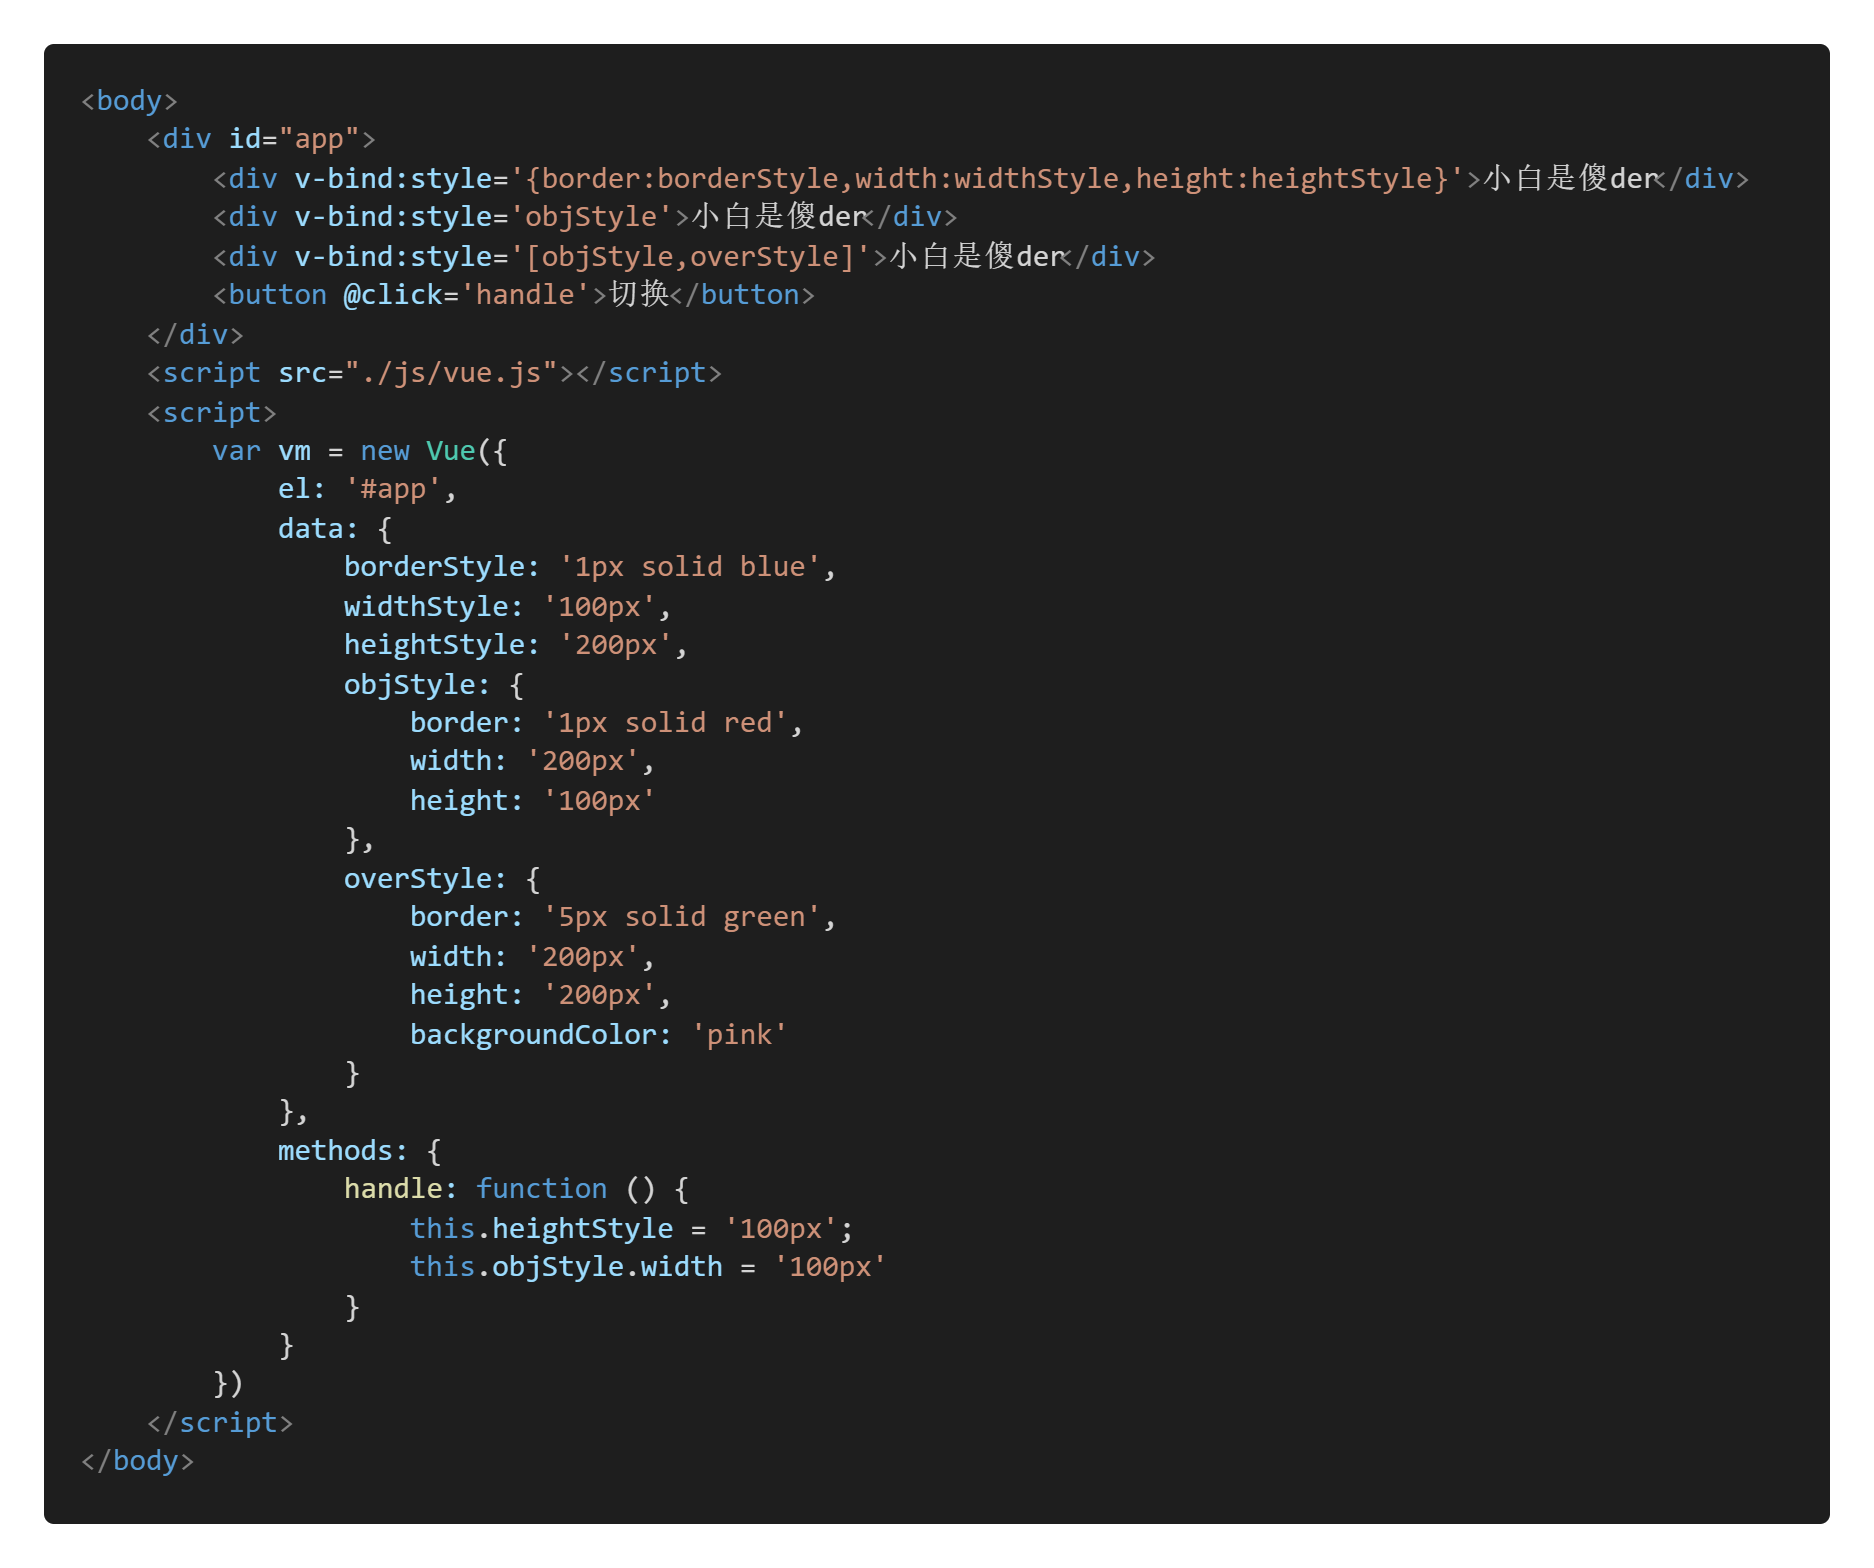 <body>
    <div id="app">
        <div v-bind:style='{border:borderStyle,width:widthStyle,height:heightStyle}'>小白是傻der</div>
        <div v-bind:style='objStyle'>小白是傻der</div>
        <div v-bind:style='[objStyle,overStyle]'>小白是傻der</div>
        <button @click='handle'>切换</button>
    </div>
    <script src="./js/vue.js"></script>
    <script>
        var vm = new Vue({
            el: '#app',
            data: {
                borderStyle: '1px solid blue',
                widthStyle: '100px',
                heightStyle: '200px',
                objStyle: {
                    border: '1px solid red',
                    width: '200px',
                    height: '100px'
                },
                overStyle: {
                    border: '5px solid green',
                    width: '200px',
                    height: '200px',
                    backgroundColor: 'pink'
                }
            },
            methods: {
                handle: function () {
                    this.heightStyle = '100px';
                    this.objStyle.width = '100px'
                }
            }
        })
    </script>
</body>